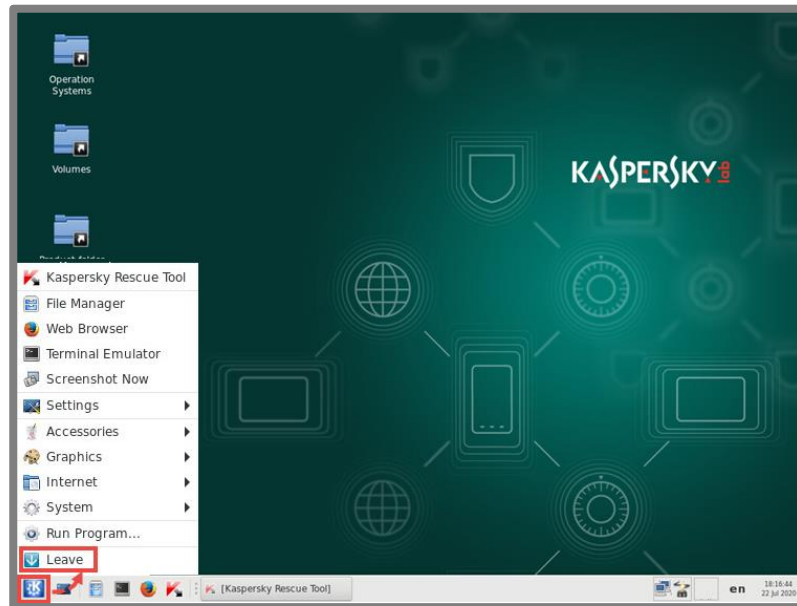 Operation
Systems
Volumes
KASPERSKY lab
Kaspersky Rescue Tool
File Manager
Web Browser
Terminal Emulator
Screenshot Now
Settings
Accessories
Graphics
Internet
System
Run Program...
Leave
[Kaspersky Rescue Tool]
en
18:16:44
22 Jul 2020